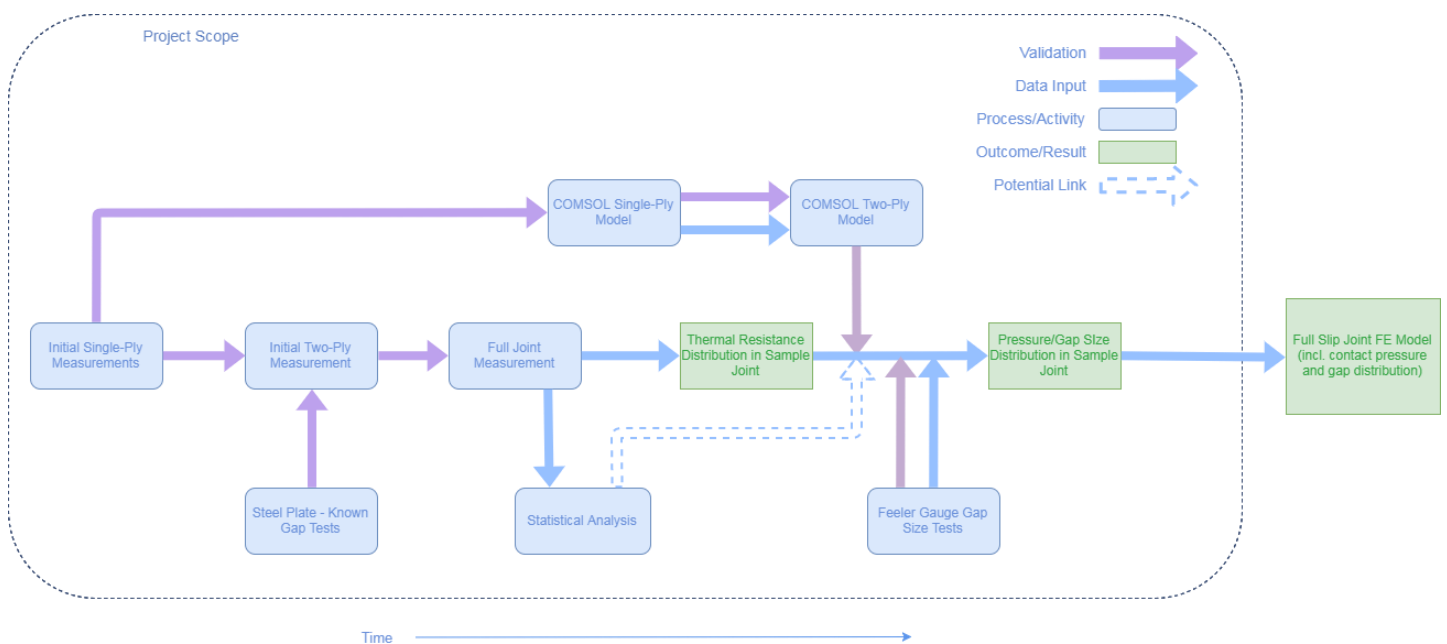 Project Scope
Validation
Data Input
Process/Activity
Outcome/Result
Potential Link
COMSOL Single-Ply
Model
COMSOL Two-Ply
Model
Initial Single-Ply
Measurements
Initial Two-Ply
Measurement
Full Joint
Measurement
Thermal Resistance
Distribution in Sample
Joint
Pressure/Gap SIze
Distribution in Sample
Joint
Full Slip Joint FE Model
(incl. contact pressure
and gap distribution)
Steel Plate - Known
Gap Tests
Statistical Analysis
Feeler Gauge Gap
Size Tests
Time